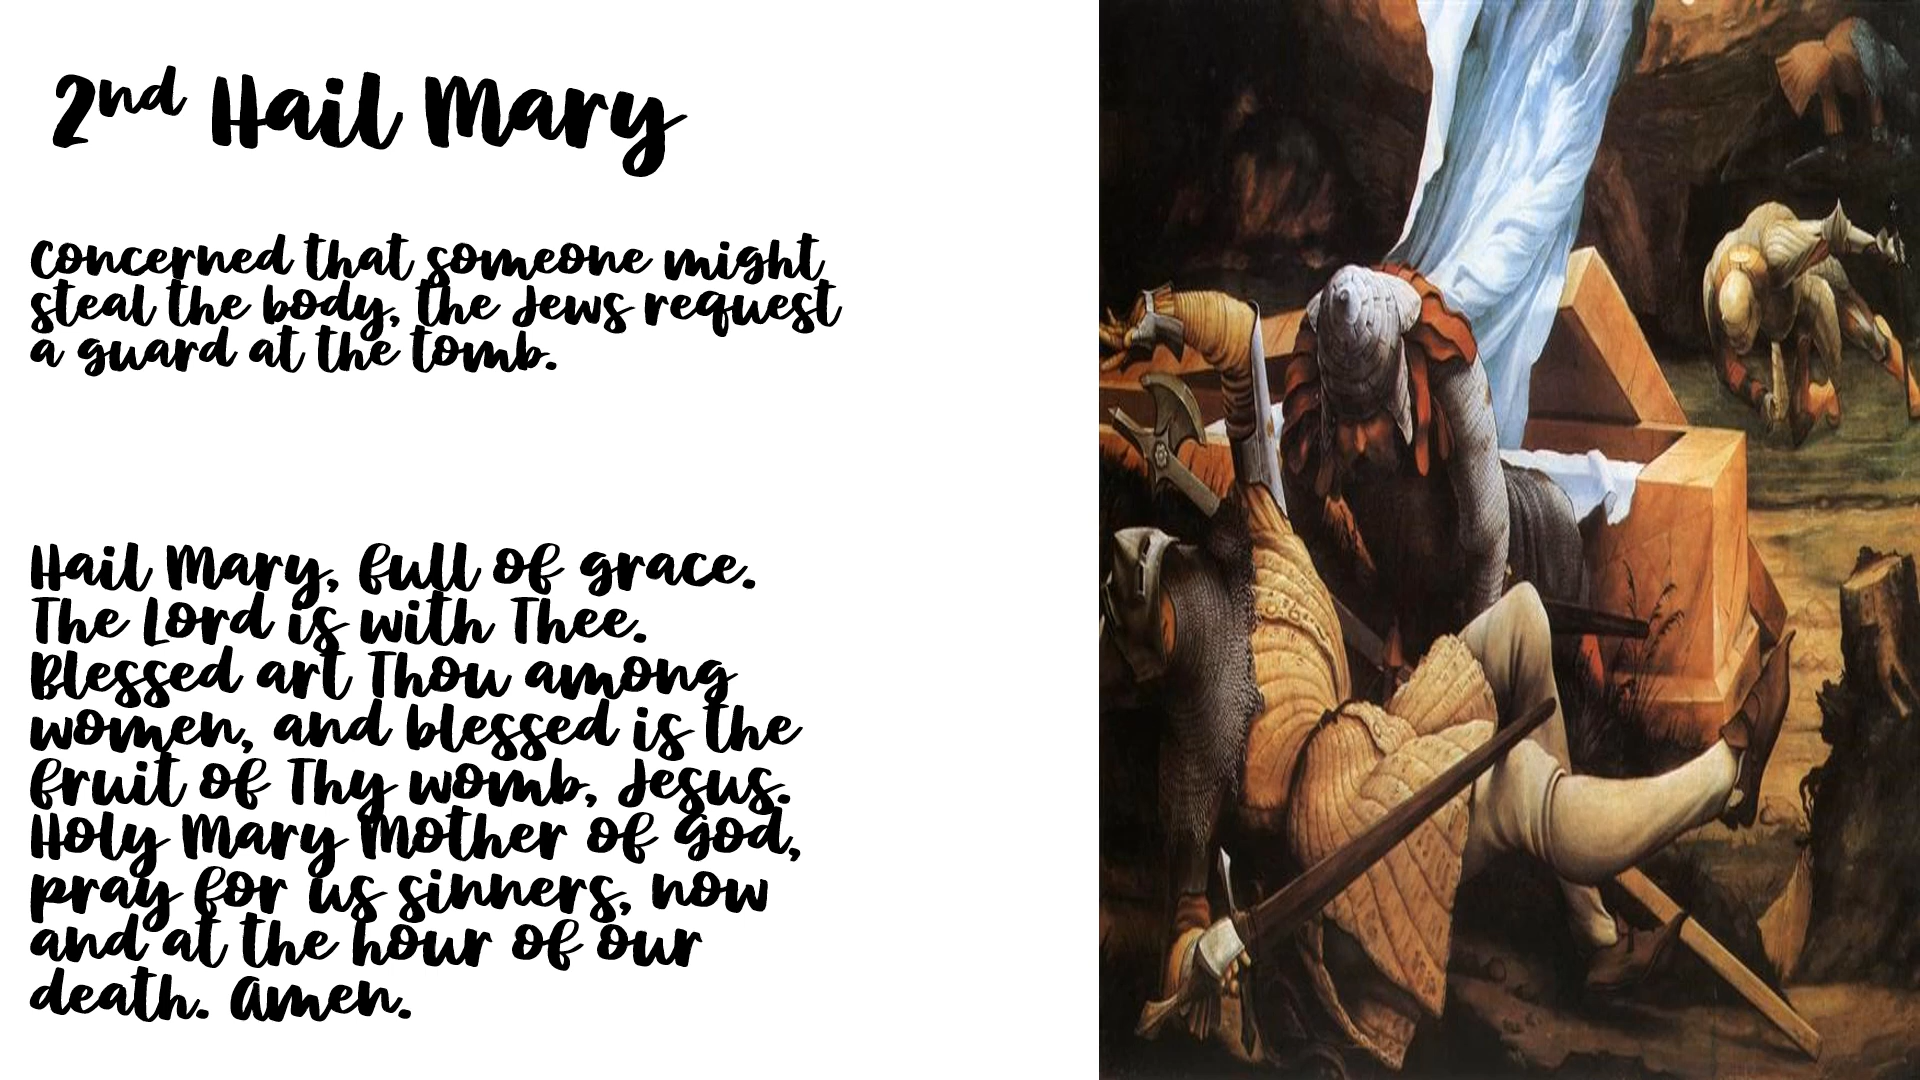 2nd Hail Mary
Concerned that someone might
steal the body, the Jews request
a guard at the tomb.
Hail Mary, full of grace.
The Lord is with Thee.
Blessed art Thou among
women, and blessed is the
fruit of Thy womb, Jesus.
Holy Mary Mother of God,
pray for us sinners, now
and at the hour of our
death. Amen.